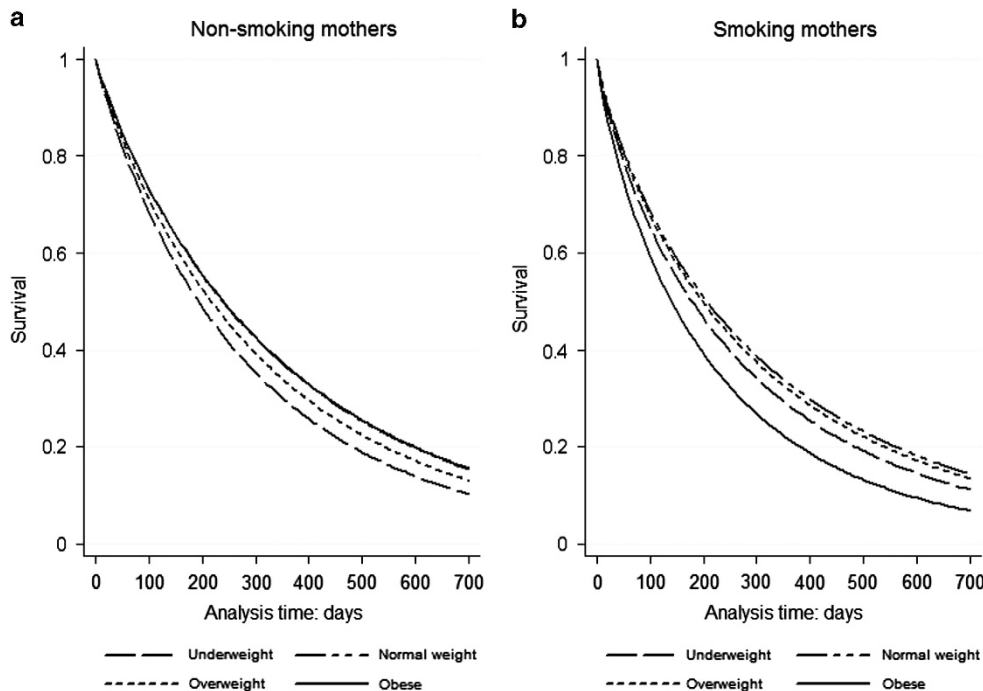 a
Non-smoking mothers
1
0.8
0.6
0.4
0.2
0
Survival
0 100 200 300 400 500 600 700
Analysis time: days
Underweight Normal weight
Overweight Obese
b
Smoking mothers
1
0.8
0.6
0.4
0.2
0
Survival
0 100 200 300 400 500 600 700
Analysis time: days
Underweight Normal weight
Overweight Obese